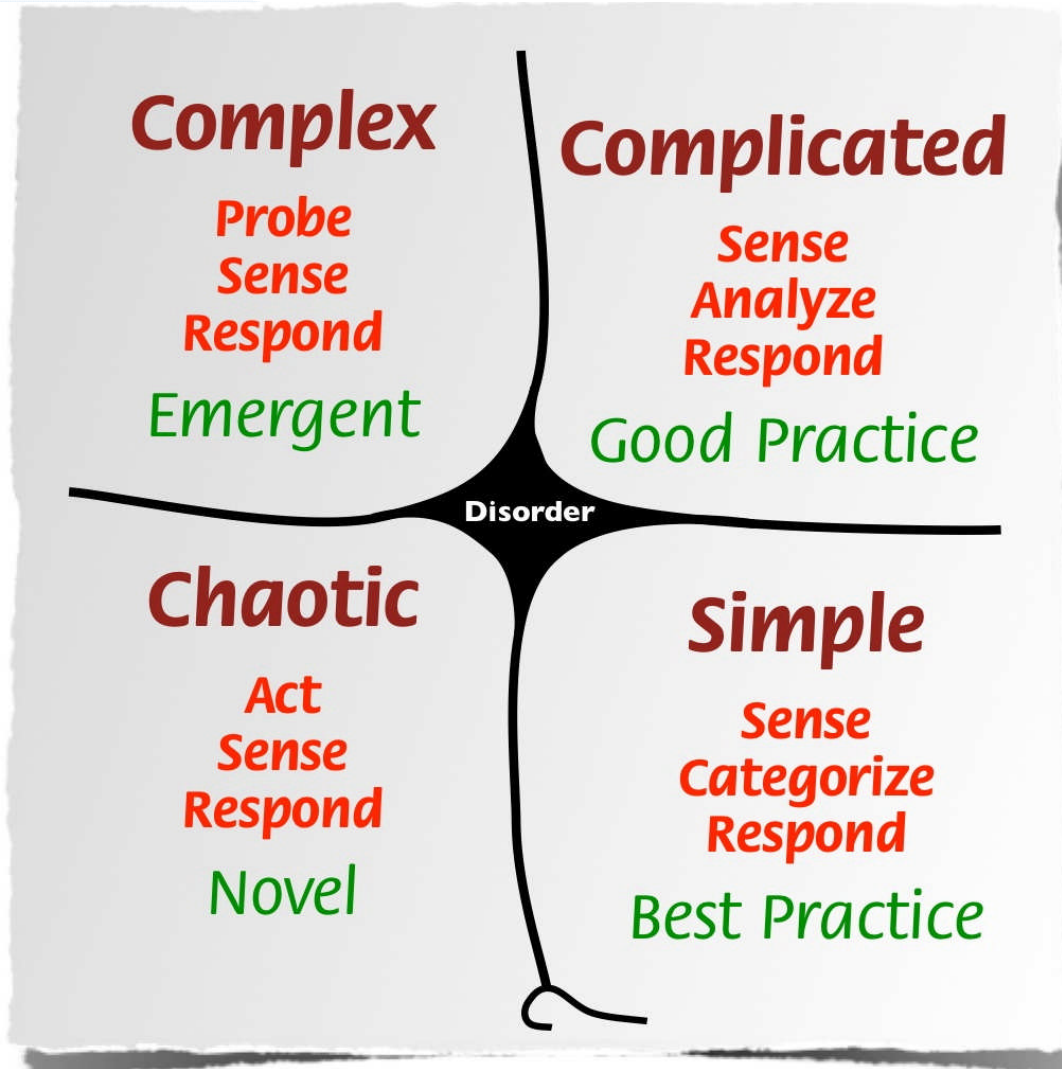 Complex
Probe
Sense
Respond
Emergent
Complicated
Sense
Analyze
Respond
Good Practice
Disorder
Chaotic
Act
Sense
Respond
Novel
Simple
Sense
Categorize
Respond
Best Practice